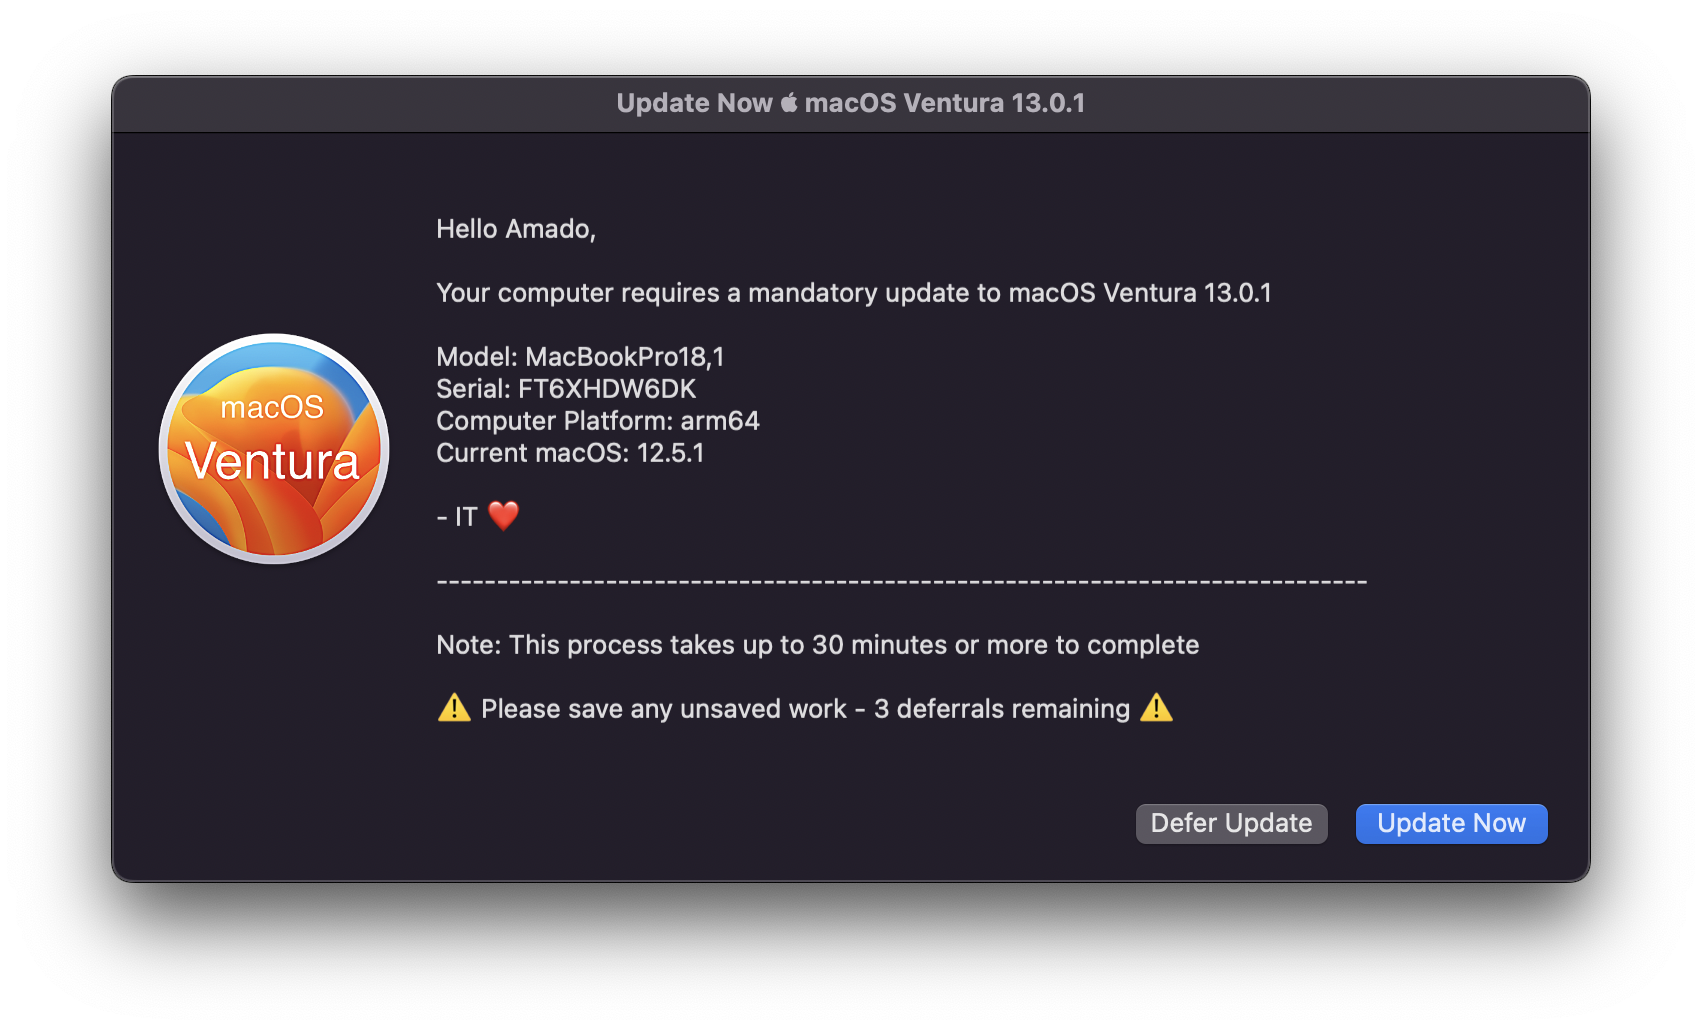 Update Now  macOS Ventura 13.0.1
Hello Amado,
Your computer requires a mandatory update to macOS Ventura 13.0.1
Model: MacBookPro18,1
Serial: FT6XHDW6DK
Computer Platform: arm64
Current macOS: 12.5.1
macOS
Ventura
- IT ❤️
-----------------------------------------------------------------------------
Note: This process takes up to 30 minutes or more to complete
⚠️ Please save any unsaved work - 3 deferrals remaining ⚠️
Defer Update
Update Now